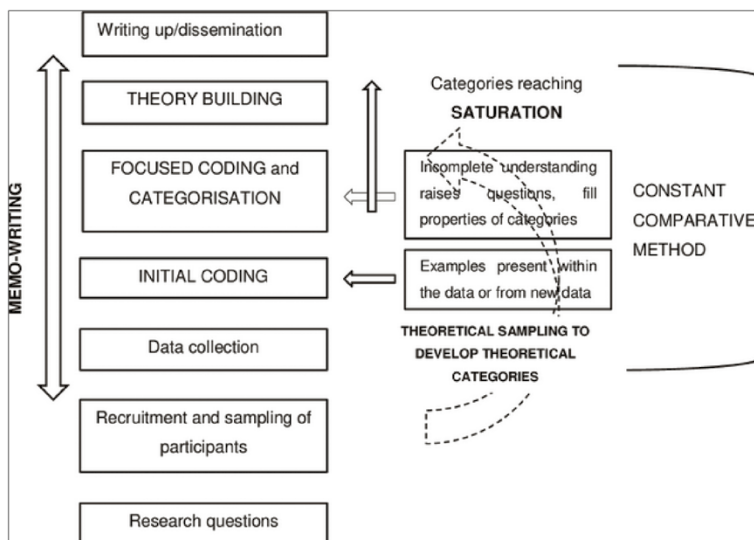 Writing up/dissemination
THEORY BUILDING
FOCUSED CODING and
CATEGORISATION
INITIAL CODING
Data collection
Recruitment and sampling of
participants
Research questions
MEMO-WRITING
Categories reaching
SATURATION
Incomplete understanding
raises questions, fill
properties of categories
Examples present within
the data or from new data
THEORETICAL SAMPLING TO
DEVELOP THEORETICAL
CATEGORIES
CONSTANT
COMPARATIVE
METHOD